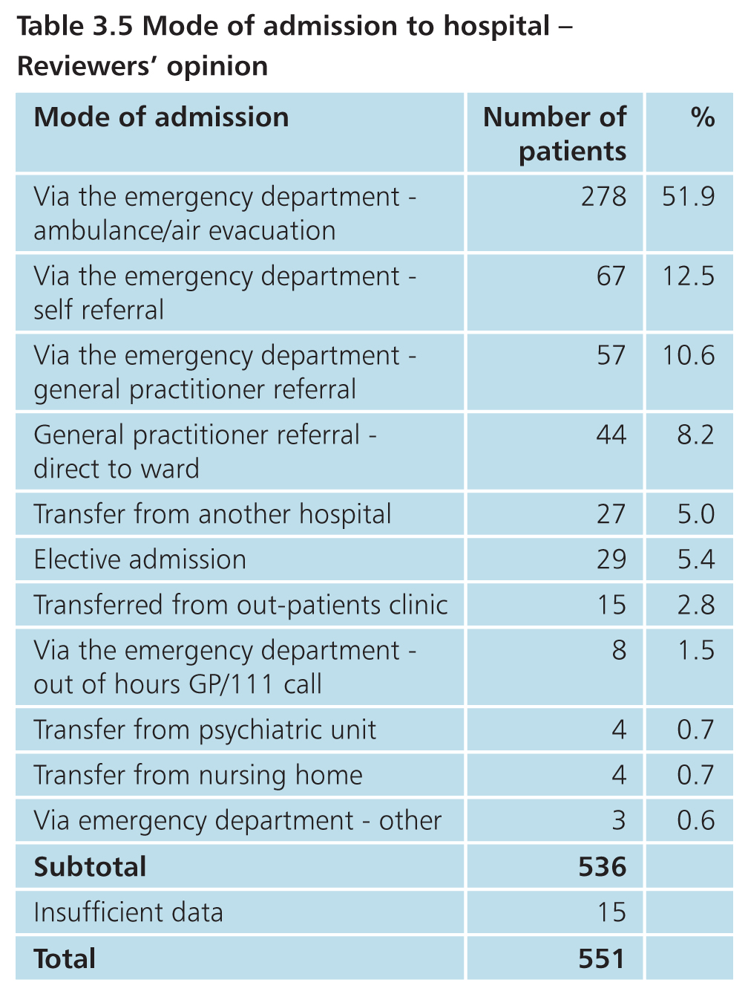 Table 3.5 Mode of admission to hospital –
Reviewers’ opinion
Mode of admission Number of patients %
Via the emergency department - 278 51.9
ambulance/air evacuation
Via the emergency department - 67 12.5
self referral
Via the emergency department - 57 10.6
general practitioner referral
General practitioner referral - 44 8.2
direct to ward
Transfer from another hospital 27 5.0
Elective admission 29 5.4
Transferred from out-patients clinic 15 2.8
Via the emergency department - 8 1.5
out of hours GP/111 call
Transfer from psychiatric unit 4 0.7
Transfer from nursing home 4 0.7
Via emergency department - other 3 0.6
Subtotal 536
Insufficient data 15
Total 551